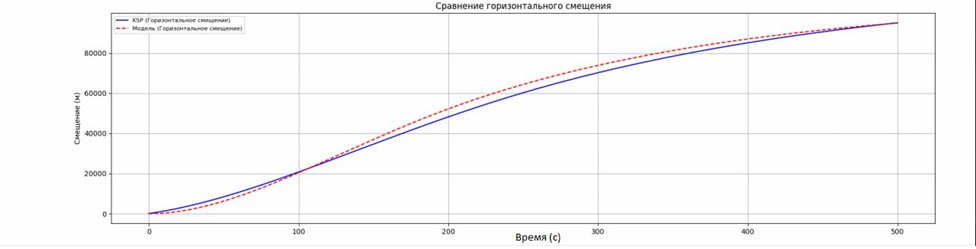 Сравнение горизонтального смещения
KSP (Горизонтальное смещение)
Модель (Горизонтальное смещение)
Смещение (м)
80000
60000
40000
20000
0
0 100 200 300 400 500
Время (с)